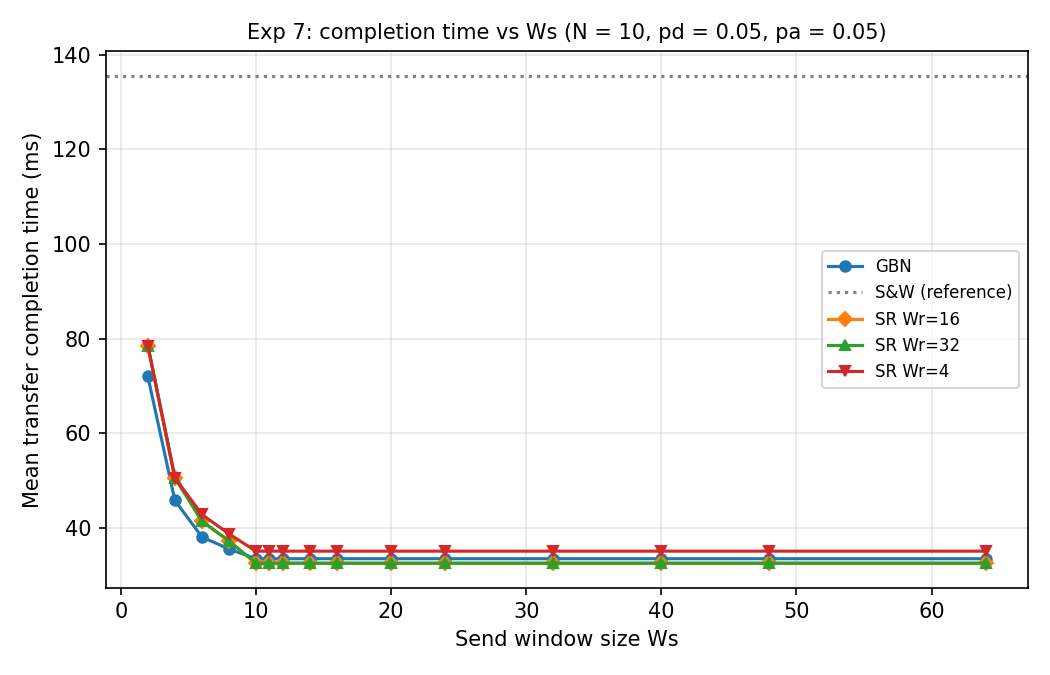 Exp 7: completion time vs Ws (N = 10, pd = 0.05, pa = 0.05)
Mean transfer completion time (ms)
140
120
100
80
60
40
GBN
S&W (reference)
SR Wr=16
SR Wr=32
SR Wr=4
0 10 20 30 40 50 60
Send window size Ws